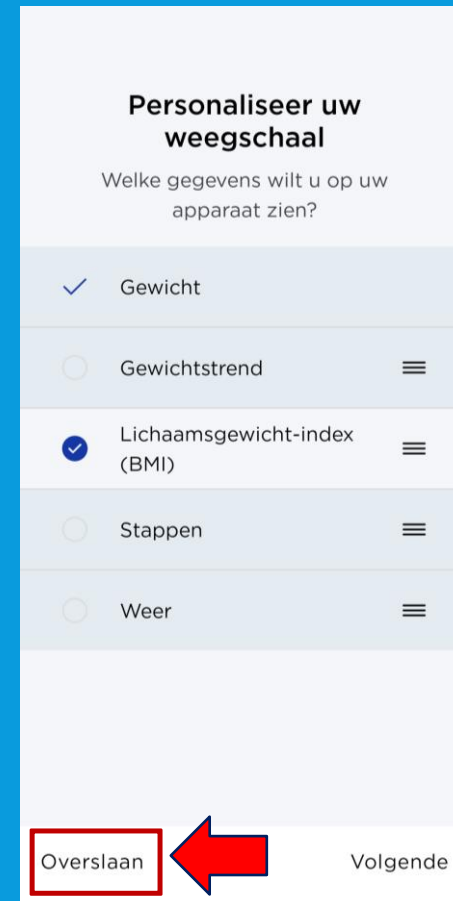 Personaliseer uw
weegschaal
Welke gegevens wilt u op uw
apparaat zien?
Gewicht
Gewichtstrend
Lichaamsgewicht-index
(BMI)
Stappen
Weer
Overslaan
Volgende